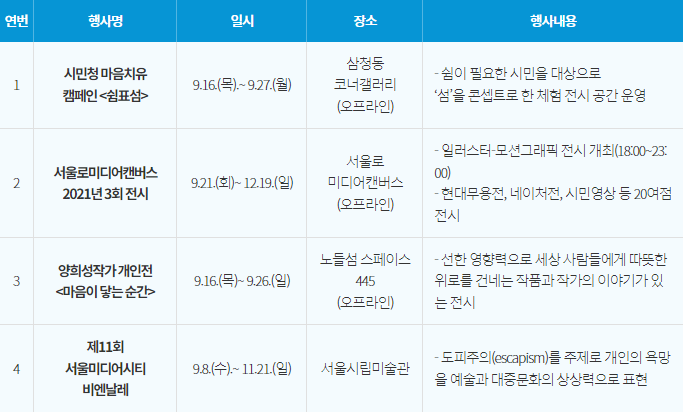 연번 행사명 일시 장소 행사내용
1
시민청 마음치유
캠페인 <쉼표섬>
9.16.(목).~ 9.27.(월)
삼청동
코너갤러리
(오프라인)
- 쉼이 필요한 시민을 대상으로
‘섬’을 콘셉트로 한 체험 전시 공간 운영
2
서울로미디어캔버스
2021년 3회 전시
9.21.(화)~ 12.19.(일)
서울로
미디어캔버스
(오프라인)
- 일러스터-모션그래픽 전시 개최(18:00~23:
00)
- 현대무용전, 네이처전, 시민영상 등 20여점
전시
3
양희성작가 개인전
<마음이 닿는 순간>
9.16.(목)~ 9.26.(일)
노들섬 스페이스
445
(오프라인)
- 선한 영향력으로 세상 사람들에게 따뜻한
위로를 건네는 작품과 작가의 이야기가 있
는 전시
4
제11회
서울미디어시티
비엔날레
9.8.(수).~ 11.21.(일)
서울시립미술관
- 도피주의(escapism)를 주제로 개인의 욕망
을 예술과 대중문화의 상상력으로 표현